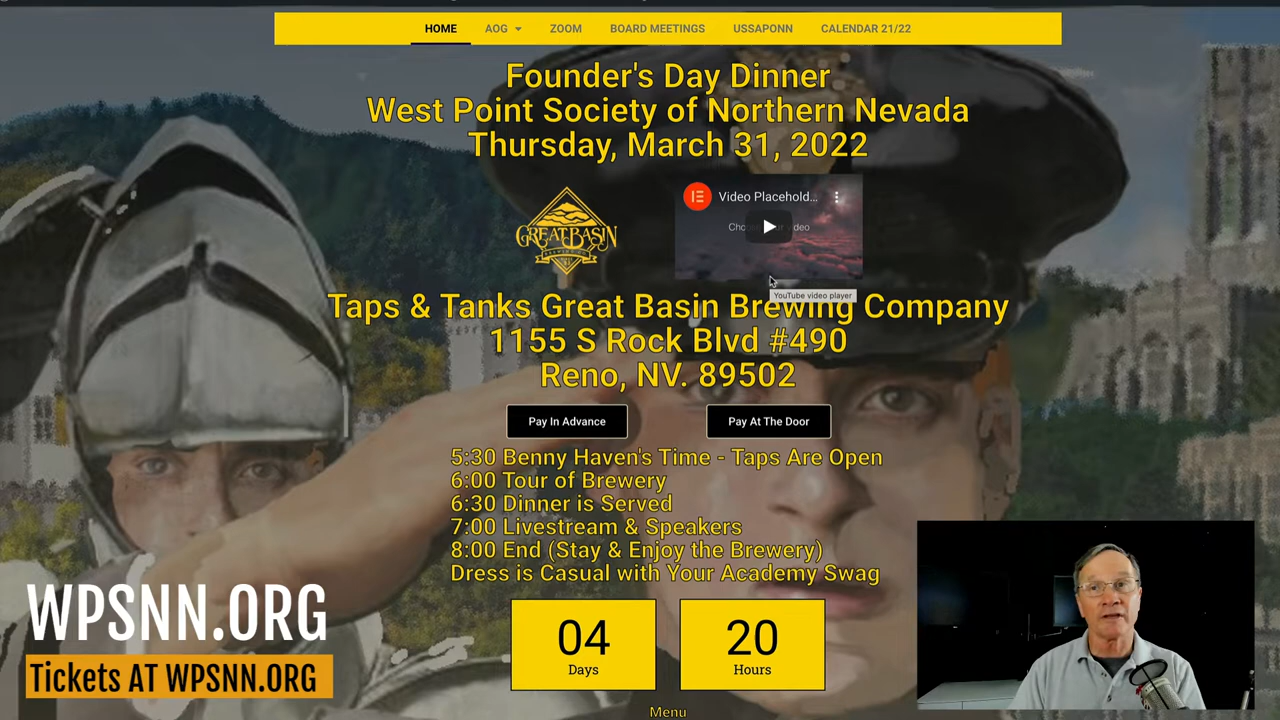 HOME
AOG
ZOOM
BOARD MEETINGS
USSAPONN
CALENDAR 21/22
Founder's Day Dinner
West Point Society of Northern Nevada
Thursday, March 31, 2022
GREAT BASIN
Video Placehold...
YouTube video player
Taps & Tanks Great Basin Brewing Company
1155 S Rock Blvd #490
Reno, NV. 89502
Pay In Advance
Pay At The Door
5:30 Benny Haven's Time - Taps Are Open
6:00 Tour of Brewery
6:30 Dinner is Served
7:00 Livestream & Speakers
8:00 End (Stay & Enjoy the Brewery)
Dress is Casual with Your Academy Swag
04
Days
20
Hours
Menu
WPSNN.ORG
Tickets AT WPSNN.ORG